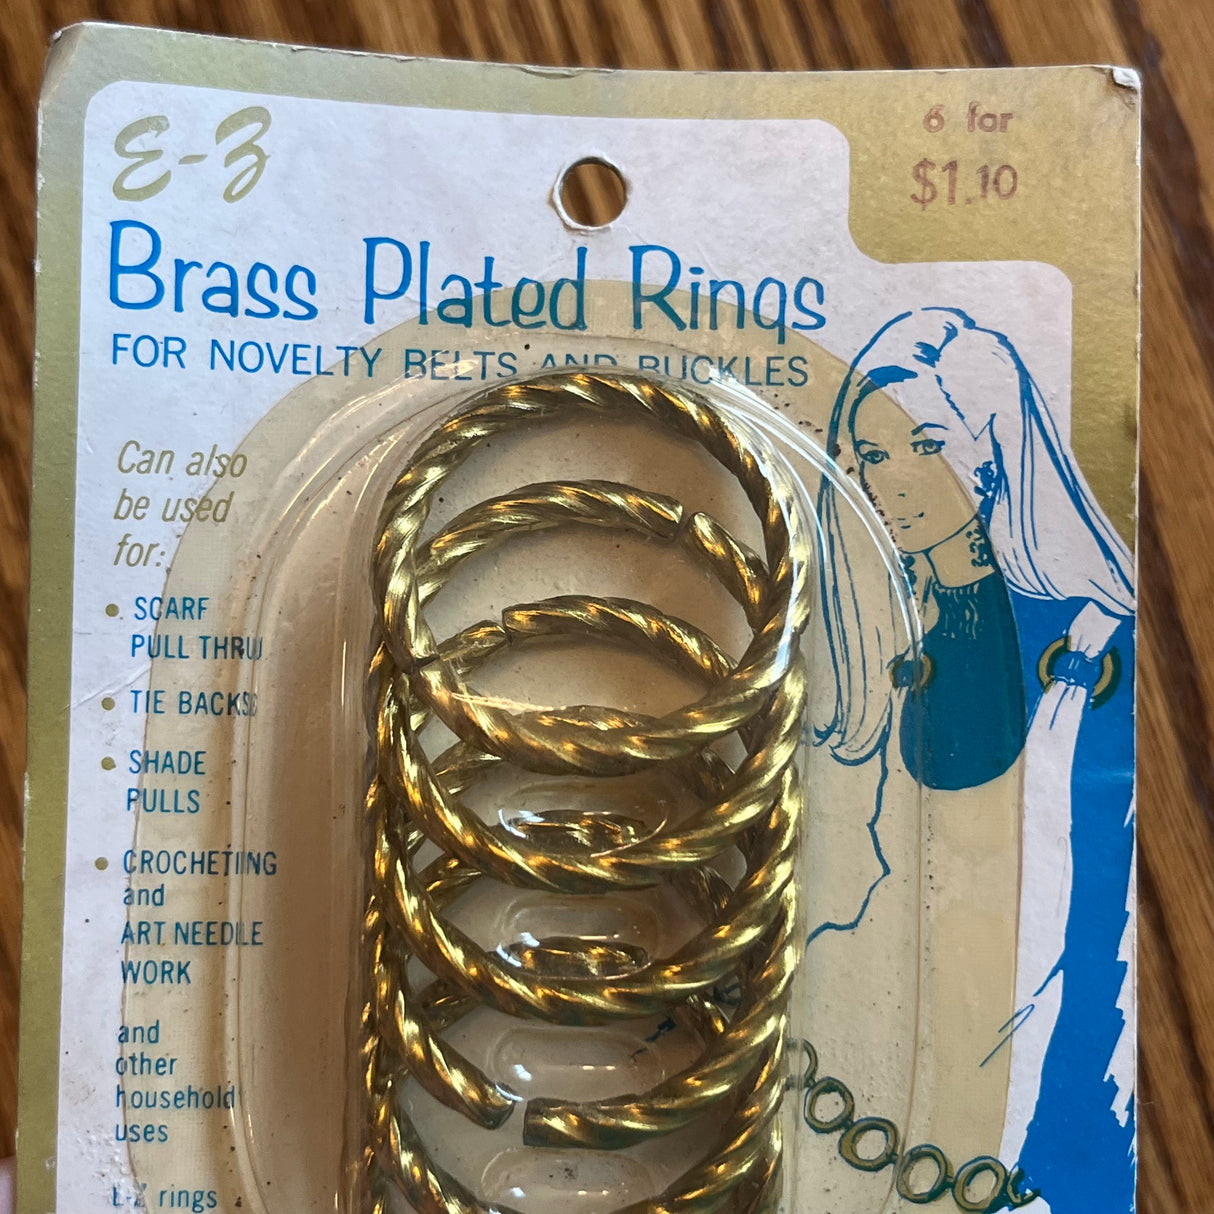 E-Z
6 for
$1.10
Brass Plated Rings
FOR NOVELTY BELTS AND BUCKLES
Can also
be used
for:
• SCARF
PULL THRU
• TIE BACKS
• SHADE
PULLS
• CROCHETING
and
ART NEEDLE
WORK
and
other
household
uses
E-Z rings